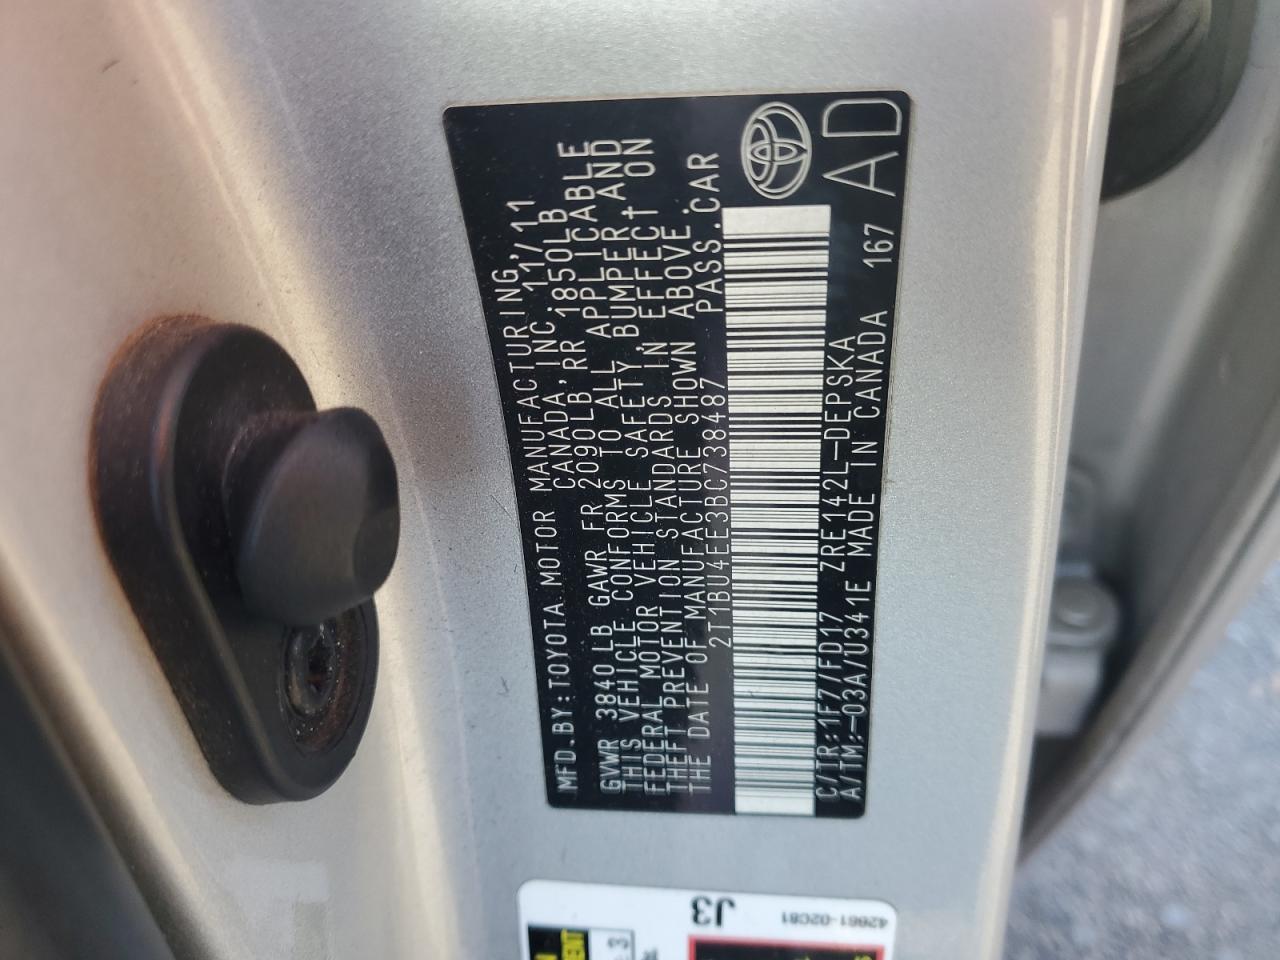 MFD.BY:TOYOTA MOTOR MANUFACTURING,
CANADA,INC. 11/11
GVWR 3840 LB GAWR FR 2090LB,RR 1850LB
THIS VEHICLE CONFORMS TO ALL APPLICABLE
FEDERAL MOTOR VEHICLE SAFETY,BUMPER,AND
THEFT PREVENTION STANDARDS IN EFFECT ON
THE DATE OF MANUFACTURE SHOWN ABOVE.
2T1BU4EE3BC738487 PASS.CAR
C/TR:1F7/FD17 ZRE142L-DEPSKA
A/TM:-03A/U341E MADE IN CANADA 167
AD
42661-02C81
J3